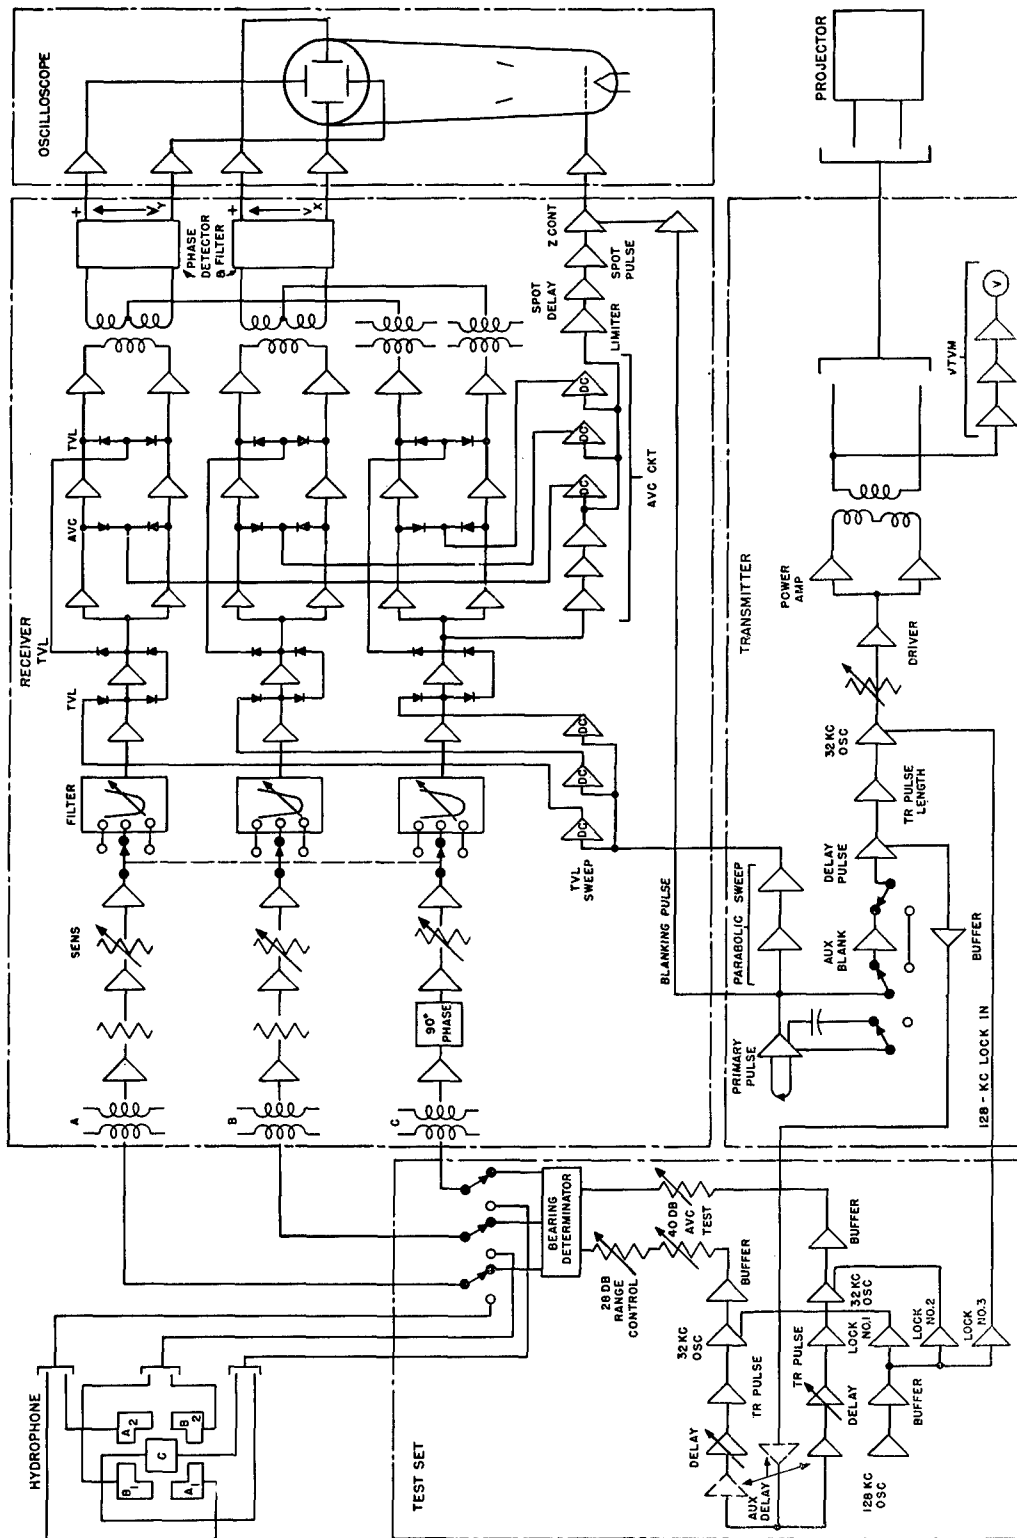 OSCILLOSCOPE
RECEIVER
+
V Y
PHASE
DETECTOR
& FILTER
+
V X
TVL
AVC
TVL
TVL
FILTER
SENS
A
B
C
90°
PHASE
Z CONT
SPOT
PULSE
SPOT
DELAY
LIMITER
DC
DC
DC
AVC CKT
DC
DC
DC
TVL
SWEEP
BLANKING PULSE
PARABOLIC SWEEP
PRIMARY
PULSE
TRANSMITTER
PROJECTOR
VTVM
V
POWER
AMP
DRIVER
32 KC
OSC
TR PULSE
LENGTH
DELAY
PULSE
AUX
BLANK
BUFFER
128 - KC LOCK IN
HYDROPHONE
A2
B2
C
B1
A1
TEST SET
BEARING
DETERMINATOR
28 DB
RANGE
CONTROL
40 DB
AVC
TEST
BUFFER
BUFFER
32 KC
OSC
32 KC
OSC
TR PULSE
TR PULSE
DELAY
DELAY
AUX
DELAY
LOCK
NO.1
LOCK
NO.2
LOCK
NO.3
BUFFER
128 KC
OSC